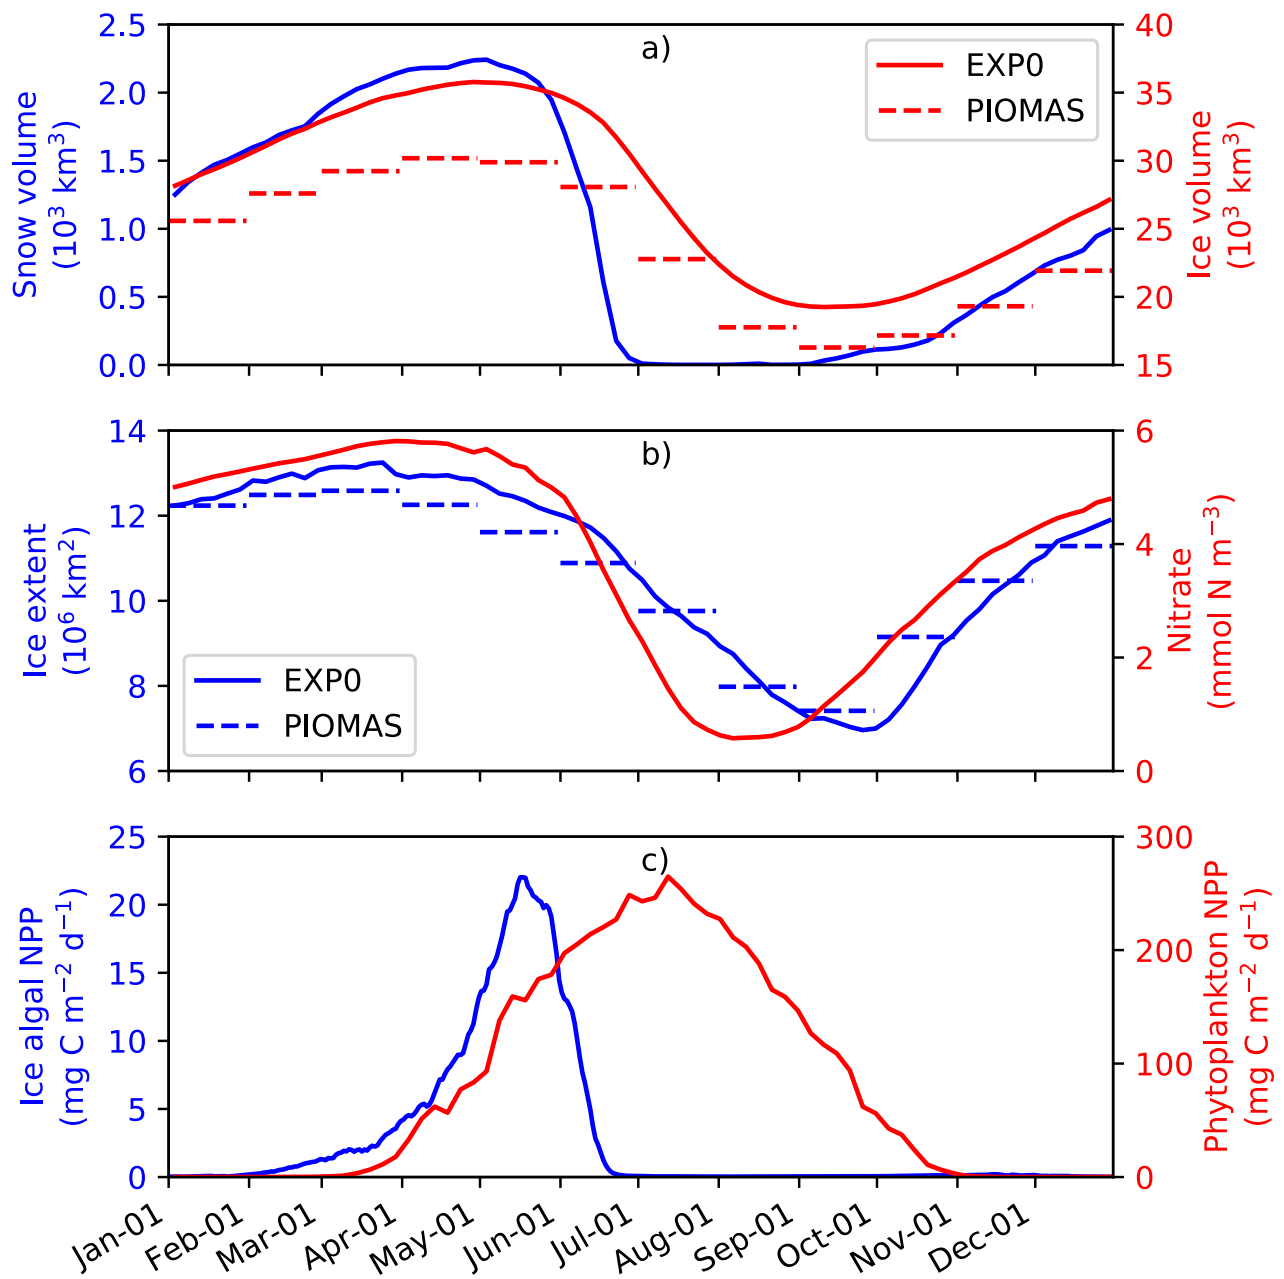 a)
2.5
2.0
1.5
1.0
0.5
0.0
Snow volume
(10³ km³)
40
35
30
25
20
15
Ice volume
(10³ km³)
EXP0
PIOMAS
b)
14
12
10
8
6
Ice extent
(10⁶ km²)
6
4
2
0
Nitrate
(mmol N m⁻³)
EXP0
PIOMAS
c)
25
20
15
10
5
0
Ice algal NPP
(mg C m⁻² d⁻¹)
300
200
100
0
Phytoplankton NPP
(mg C m⁻² d⁻¹)
Jan-01
Feb-01
Mar-01
Apr-01
May-01
Jun-01
Jul-01
Aug-01
Sep-01
Oct-01
Nov-01
Dec-01